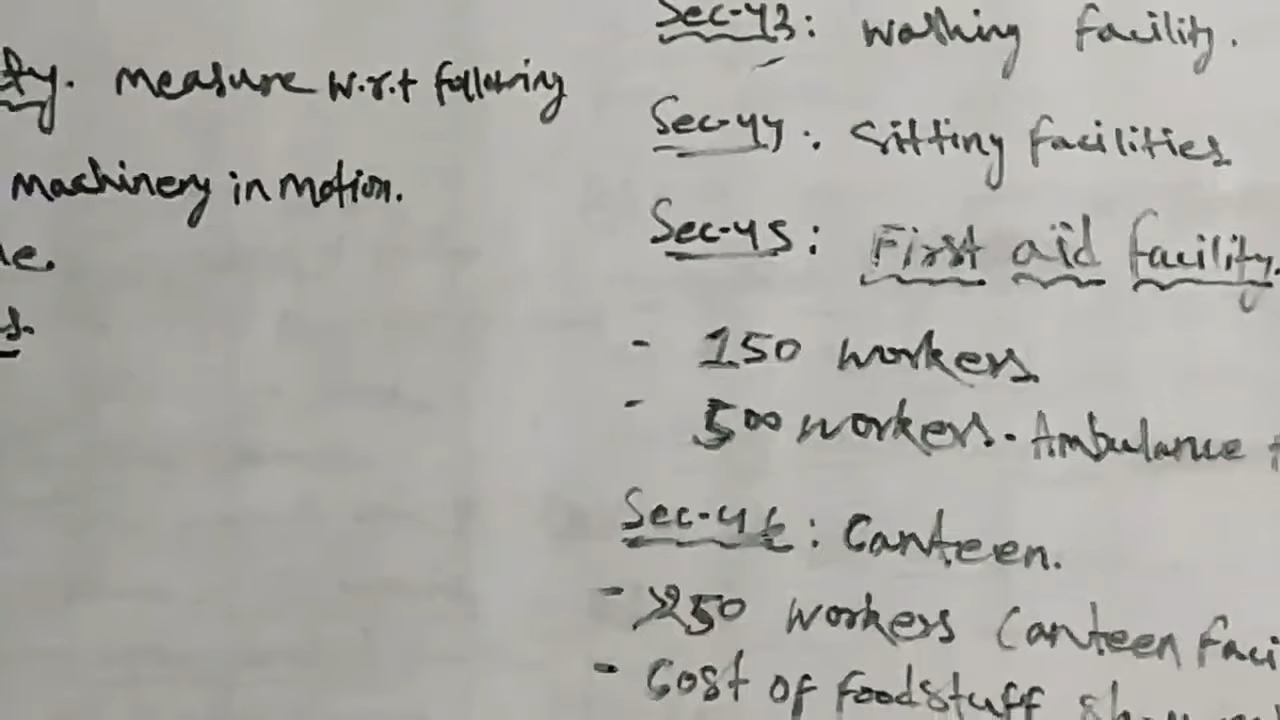 measure w.r.t following
machinery in motion.
Sec-43: washing facility.
Sec-44: Sitting facilities
Sec-45: First aid facility.
- 150 workers
- 500 workers. Ambulance
Sec-46: Canteen.
- >250 workers Canteen Faci
- Cost of foodstuff